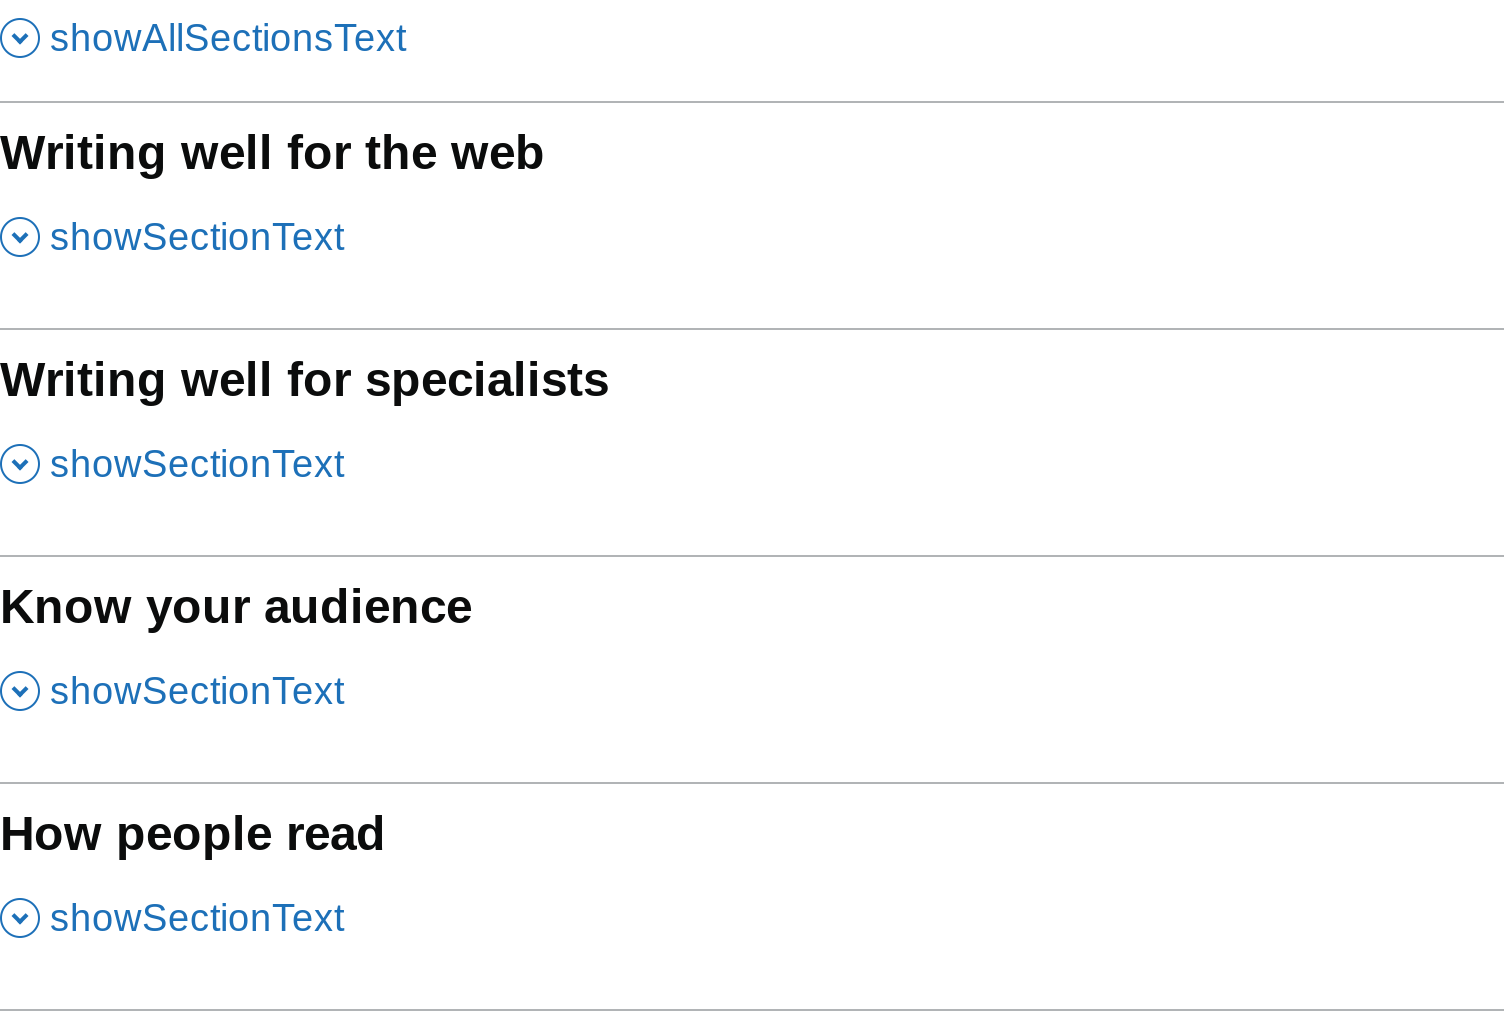 showAllSectionsText
Writing well for the web
showSectionText
Writing well for specialists
showSectionText
Know your audience
showSectionText
How people read
showSectionText